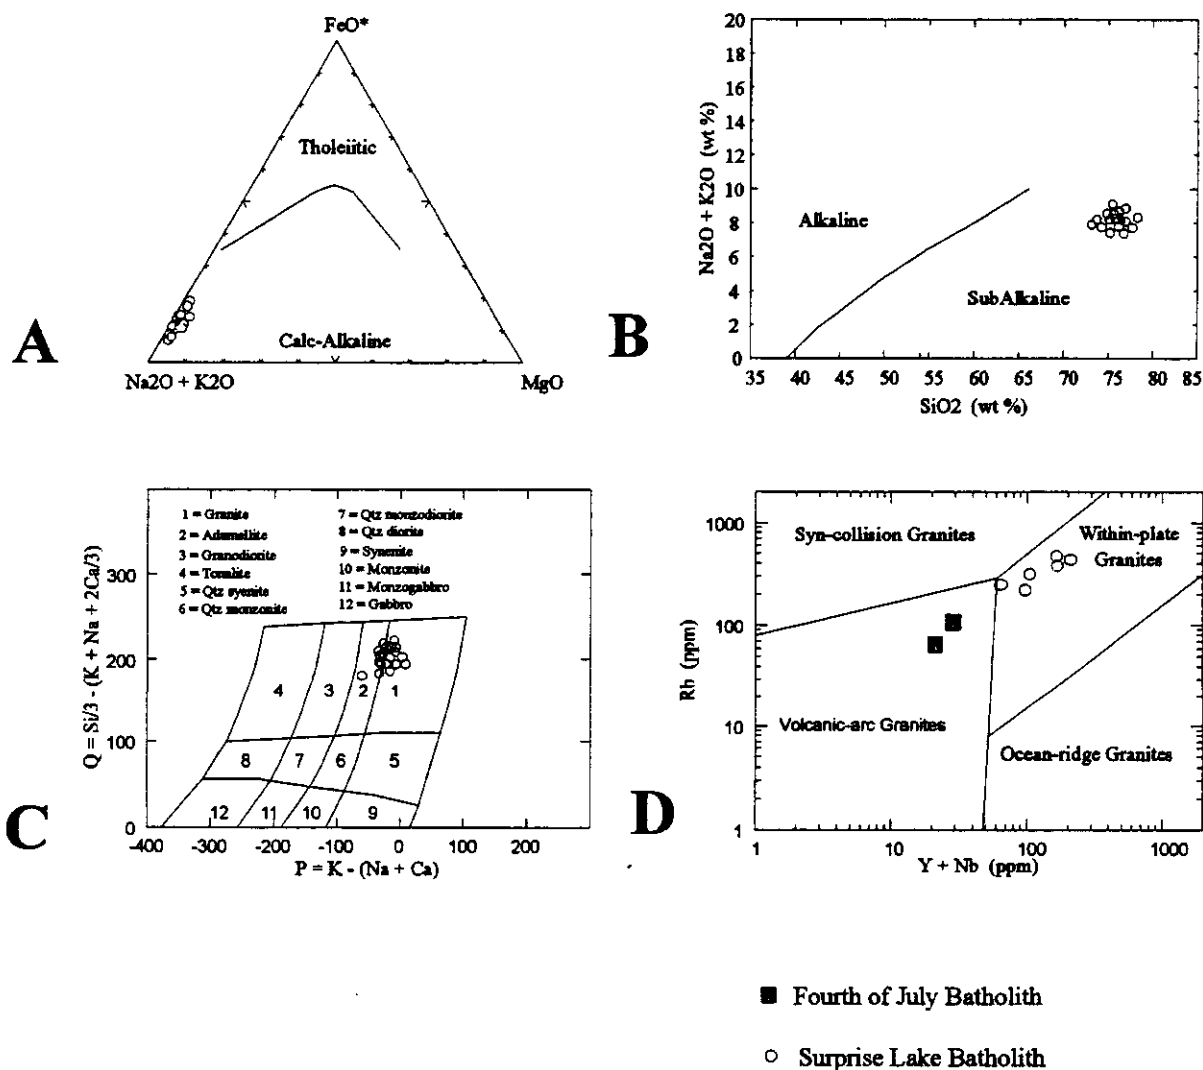 A
FeO*
Tholeiitic
Calc-Alkaline
Na2O + K2O
MgO
B
Na2O + K2O (wt %)
20
18
16
14
12
10
8
6
4
2
0
Alkaline
SubAlkaline
35 40 45 50 55 60 65 70 75 80 85
SiO2 (wt %)
C
Q = Si/3 - (K + Na + 2Ca/3)
300
200
100
0
1 = Granite
2 = Adamellite
3 = Granodiorite
4 = Tonalite
5 = Qtz syenite
6 = Qtz monzonite
7 = Qtz monzodiorite
8 = Qtz diorite
9 = Synenite
10 = Monzonite
11 = Monzogabbro
12 = Gabbro
4 3 2 1
8 7 6 5
12 11 10 9
-400 -300 -200 -100 0 100 200
P = K - (Na + Ca)
D
Rb (ppm)
1000
100
10
1
Syn-collision Granites
Within-plate
Granites
Volcanic-arc Granites
Ocean-ridge Granites
1 10 100 1000
Y + Nb (ppm)
Fourth of July Batholith
Surprise Lake Batholith